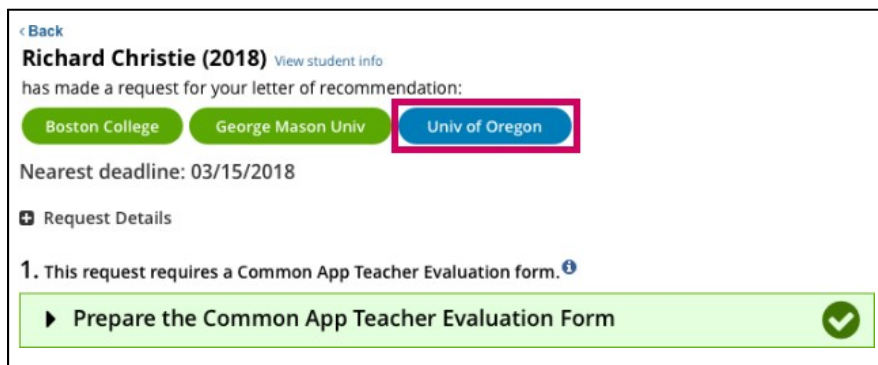 < Back
Richard Christie (2018) View student info
has made a request for your letter of recommendation:
Boston College George Mason Univ Univ of Oregon
Nearest deadline: 03/15/2018
Request Details
1. This request requires a Common App Teacher Evaluation form.
Prepare the Common App Teacher Evaluation Form